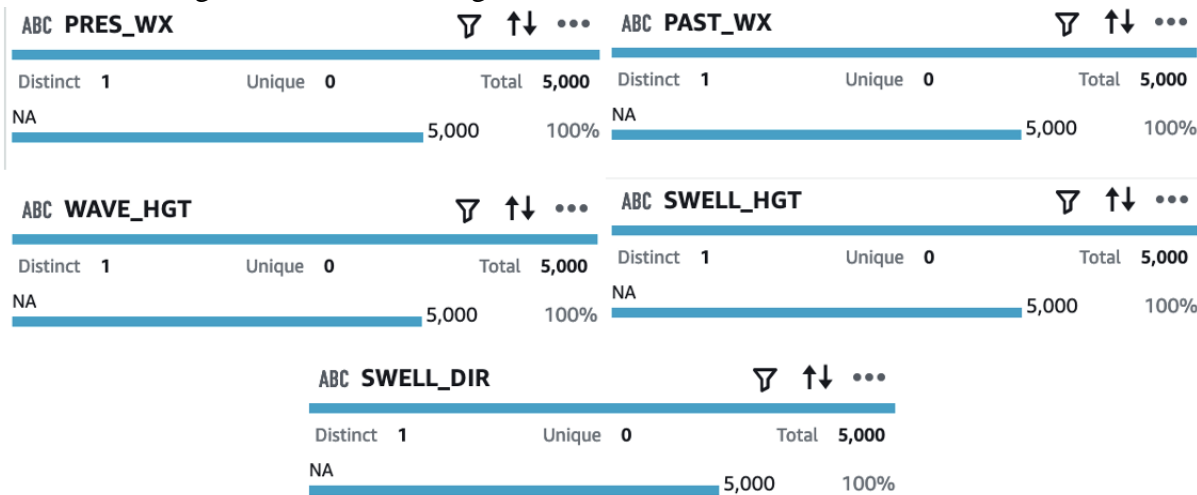 ABC PRES_WX
Distinct 1 Unique 0 Total 5,000
NA
5,000 100%
ABC PAST_WX
Distinct 1 Unique 0 Total 5,000
NA
5,000 100%
ABC WAVE_HGT
Distinct 1 Unique 0 Total 5,000
NA
5,000 100%
ABC SWELL_HGT
Distinct 1 Unique 0 Total 5,000
NA
5,000 100%
ABC SWELL_DIR
Distinct 1 Unique 0 Total 5,000
NA
5,000 100%